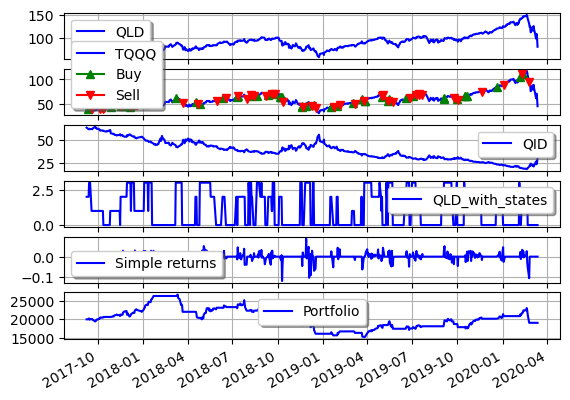 150
QLD
100
TQQQ
100
Buy
50
Sell
50
QID
25
2.5
QLD_with_states
0.0
0.0
Simple returns
−0.1
25000
Portfolio
20000
15000
2017-10 2018-01 2018-04 2018-07 2018-10 2019-01 2019-04 2019-07 2019-10 2020-01 2020-04